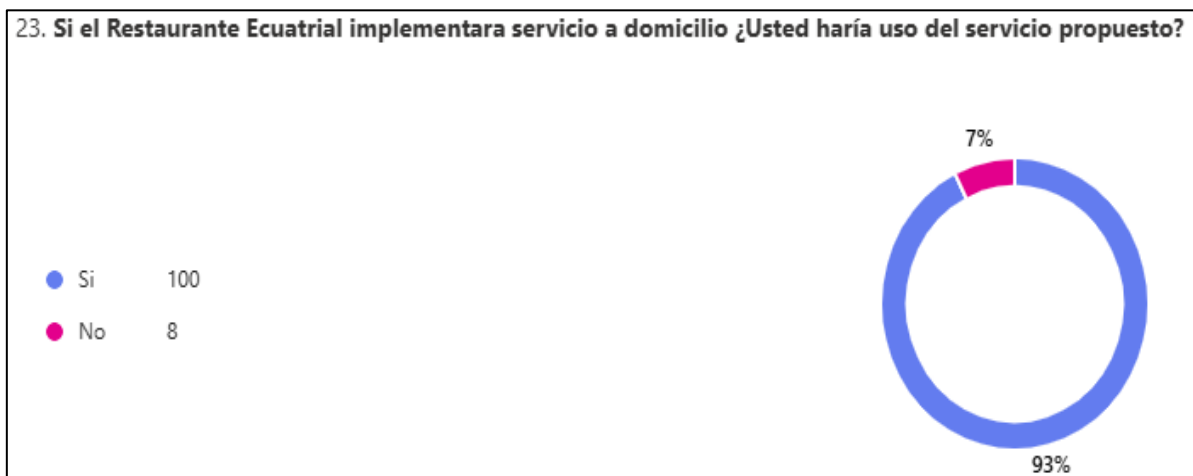 23. Si el Restaurante Ecuatrial implementara servicio a domicilio ¿Usted haría uso del servicio propuesto?
7%
Si 100
No 8
93%